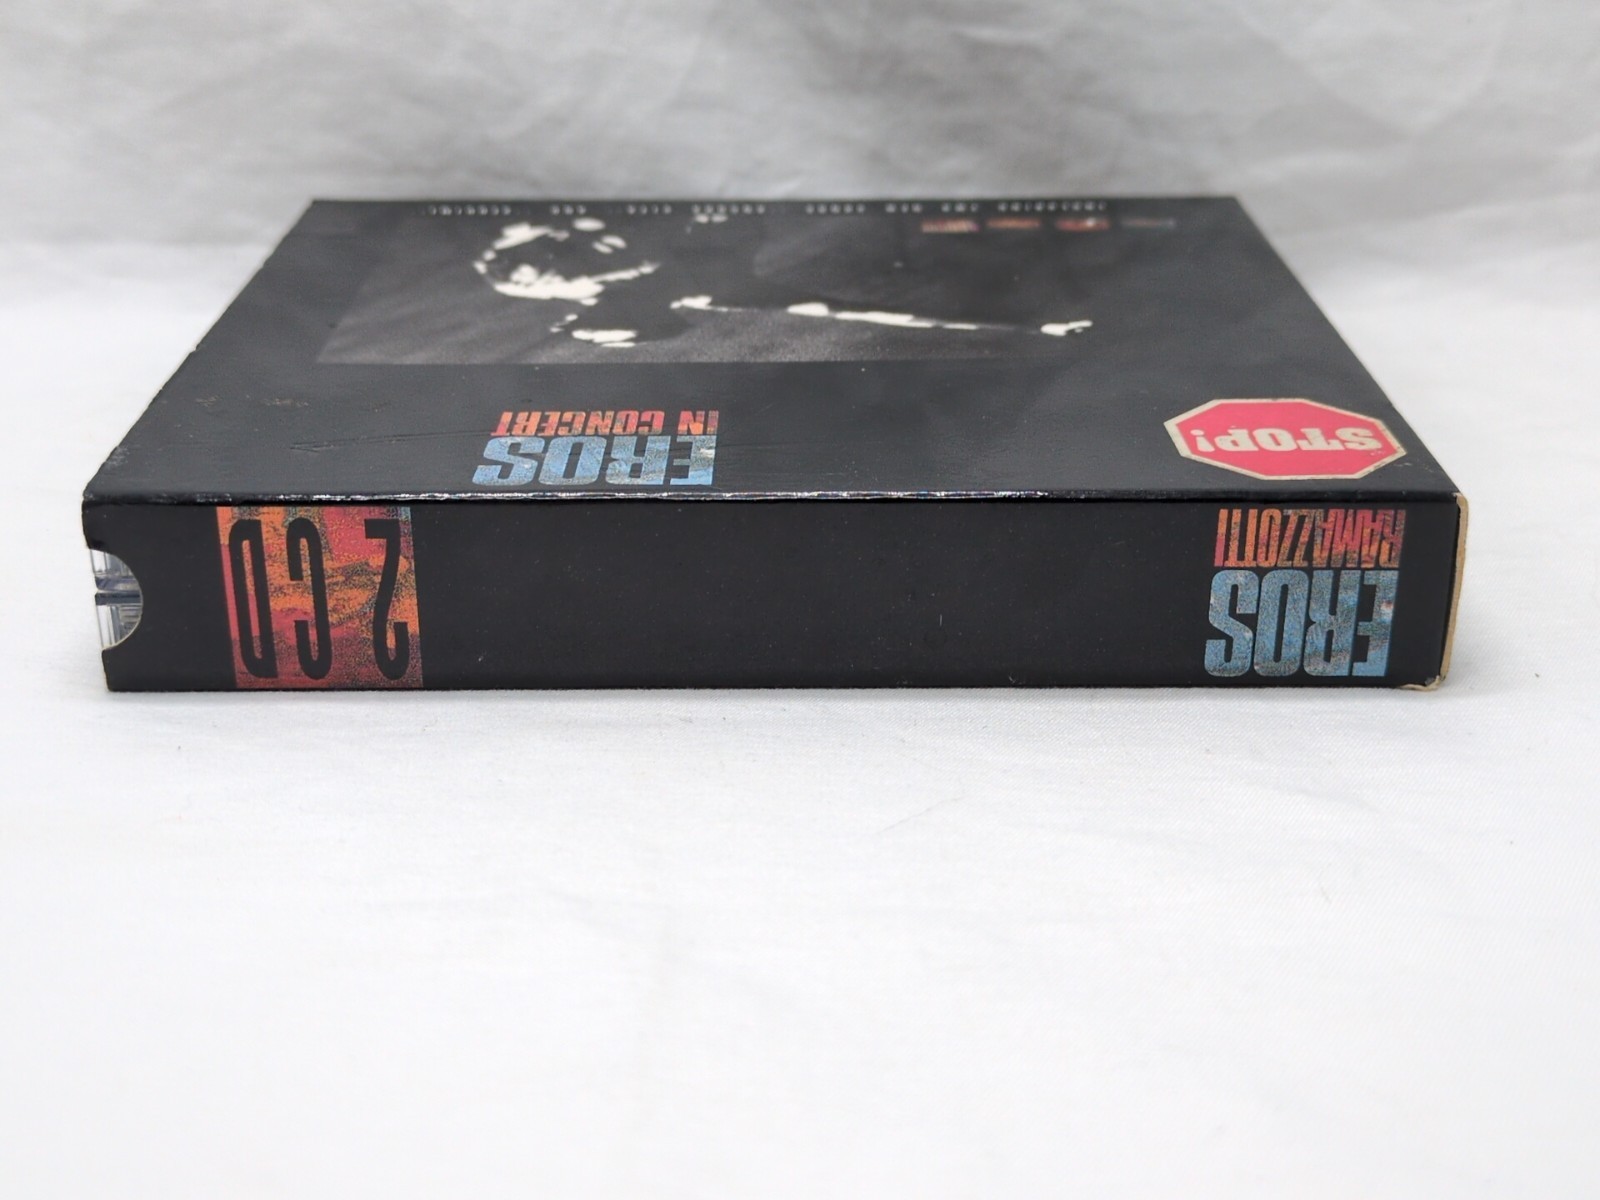 EROS
IN CONCERT
STOP!
EROS
RAMAZZOTTI
2 CD